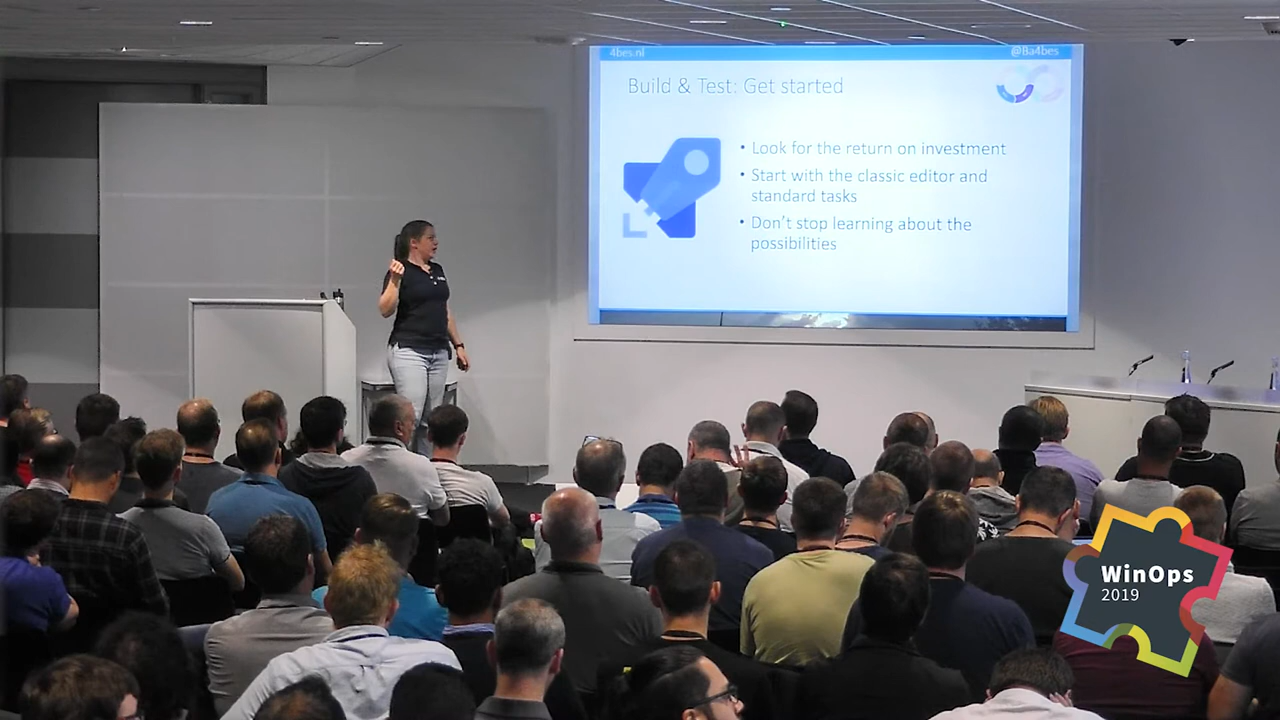 4bes.nl
@Ba4bes
Build & Test: Get started
• Look for the return on investment
• Start with the classic editor and
standard tasks
• Don't stop learning about the
possibilities
WinOps
2019